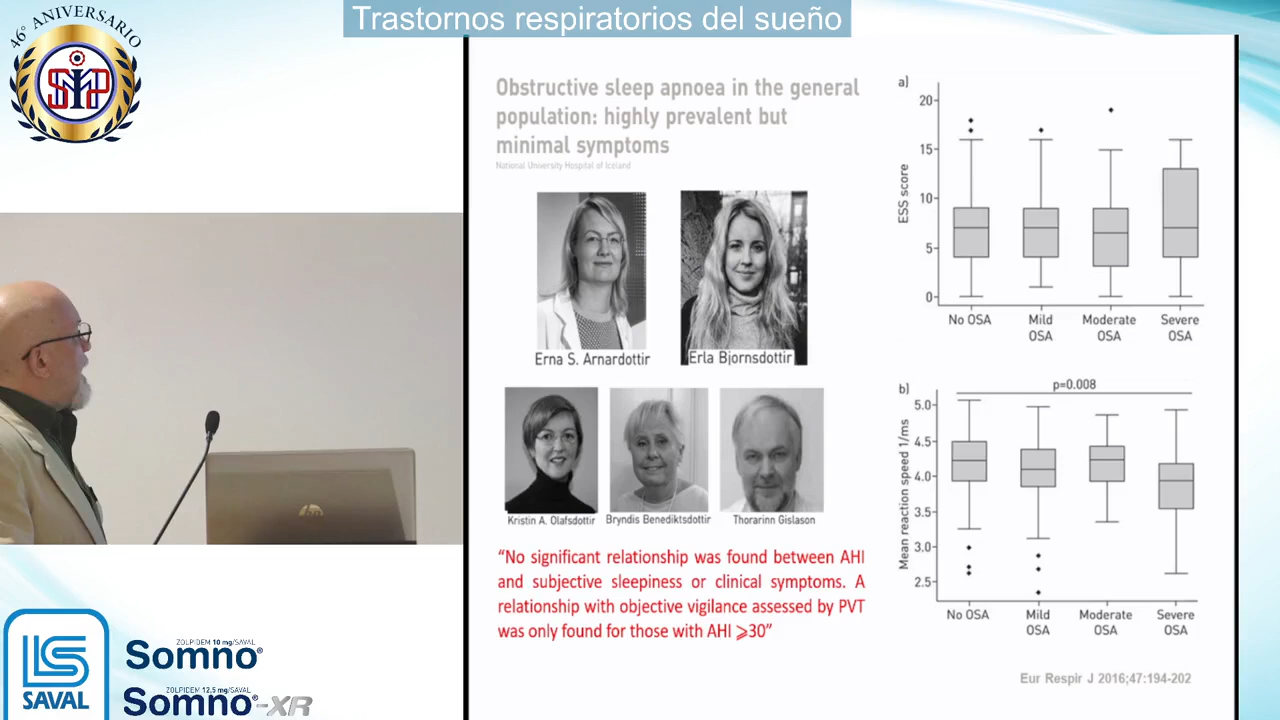 Trastornos respiratorios del sueño
46° ANIVERSARIO
SMP
Obstructive sleep apnoea in the general
population: highly prevalent but
minimal symptoms
National University Hospital of Iceland
Erna S. Arnardottir
Erla Bjornsdottir
Kristin A. Olafsdottir
Bryndis Benediktsdottir
Thorarinn Gislason
“No significant relationship was found between AHI
and subjective sleepiness or clinical symptoms. A
relationship with objective vigilance assessed by PVT
was only found for those with AHI ⩾30”
a)
ESS score
20
15
10
5
0
No OSA
Mild
OSA
Moderate
OSA
Severe
OSA
b)
p=0.008
Mean reaction speed 1/ms
5.0
4.5
4.0
3.5
3.0
2.5
No OSA
Mild
OSA
Moderate
OSA
Severe
OSA
Eur Respir J 2016;47:194-202
hp
LS
SAVAL
ZOLPIDEM 10 mg/SAVAL
Somno®
ZOLPIDEM 12,5 mg/SAVAL
Somno®-XR